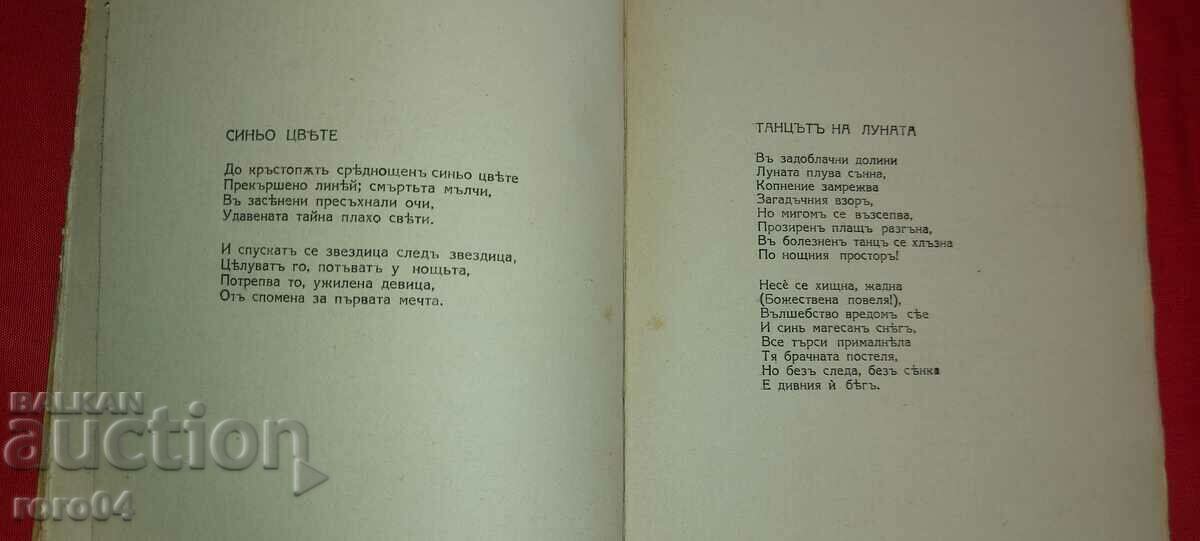 СИНЬО ЦВѢТЕ
До кръстопѫть срѣднощенъ синьо цвѣте
Прекършено линѣй; смъртьта мълчи,
Въ засѣнени пресъхнали очи,
Удавената тайна плахо свѣти.
И спускатъ се звездица следъ звездица,
Цѣлуватъ го, потъватъ у нощьта,
Потрепва то, ужилена девица,
Отъ спомена за първата мечта.
ТАНЦЪТЪ НА ЛУНАТА
Въ задоблачни долини
Луната плува сънна,
Копнение замрежва
Загадъчния взоръ,
Но мигомъ се възсепва,
Прозиренъ плащъ разгъна,
Въ болезненъ танцъ се хлъзна
По нощния просторъ!
Несѐ се хищна, жадна
(Божествена повеля!),
Вълшебство вредомъ сѣе
И синь магесанъ снѣгъ,
Все търси прималнѣла
Тя брачната постеля,
Но безъ следа, безъ сѣнка
Е дивния ѝ бѣгъ.
BALKAN
auction
roro04